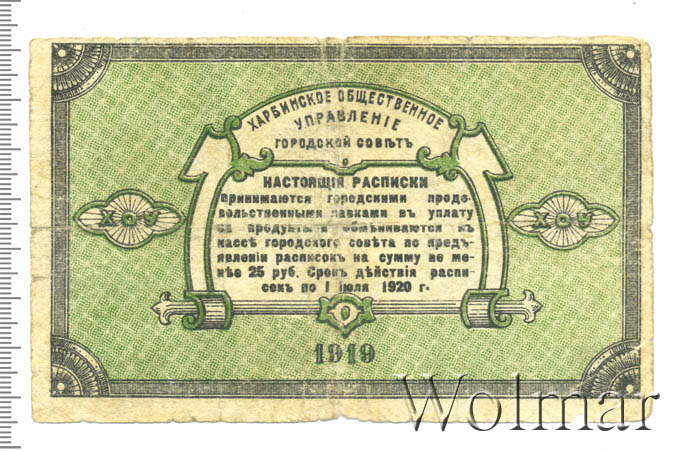 ХАРБИНСКОЕ ОБЩЕСТВЕННОЕ
УПРАВЛЕНІЕ
ГОРОДСКОЙ СОВѢТЪ
НАСТОЯЩІЯ РАСПИСКИ
принимаются городскими продо-
вольственными лавками въ уплату
за продукты и обмѣниваются въ
кассѣ городского совѣта по предъ-
явленіи расписокъ на сумму не ме-
нѣе 25 руб. Срокъ дѣйствія распи-
сокъ по 1 іюля 1920 г.
ХОУ
ХОУ
1919
Wolmar